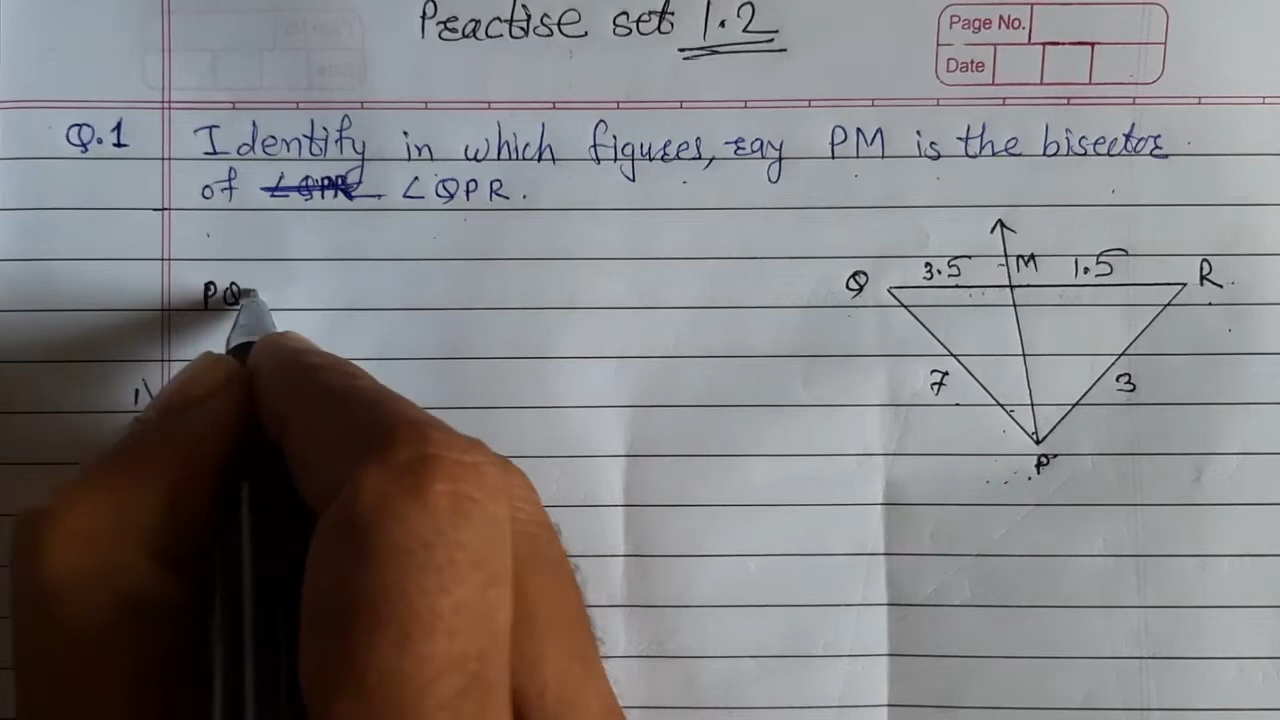 Practise set 1.2
Page No.
Date
Q.1 Identify in which figures, ray PM is the bisector
of ∠QPR ∠QPR.
PQ
Q 3.5 M 1.5 R
7 3
P